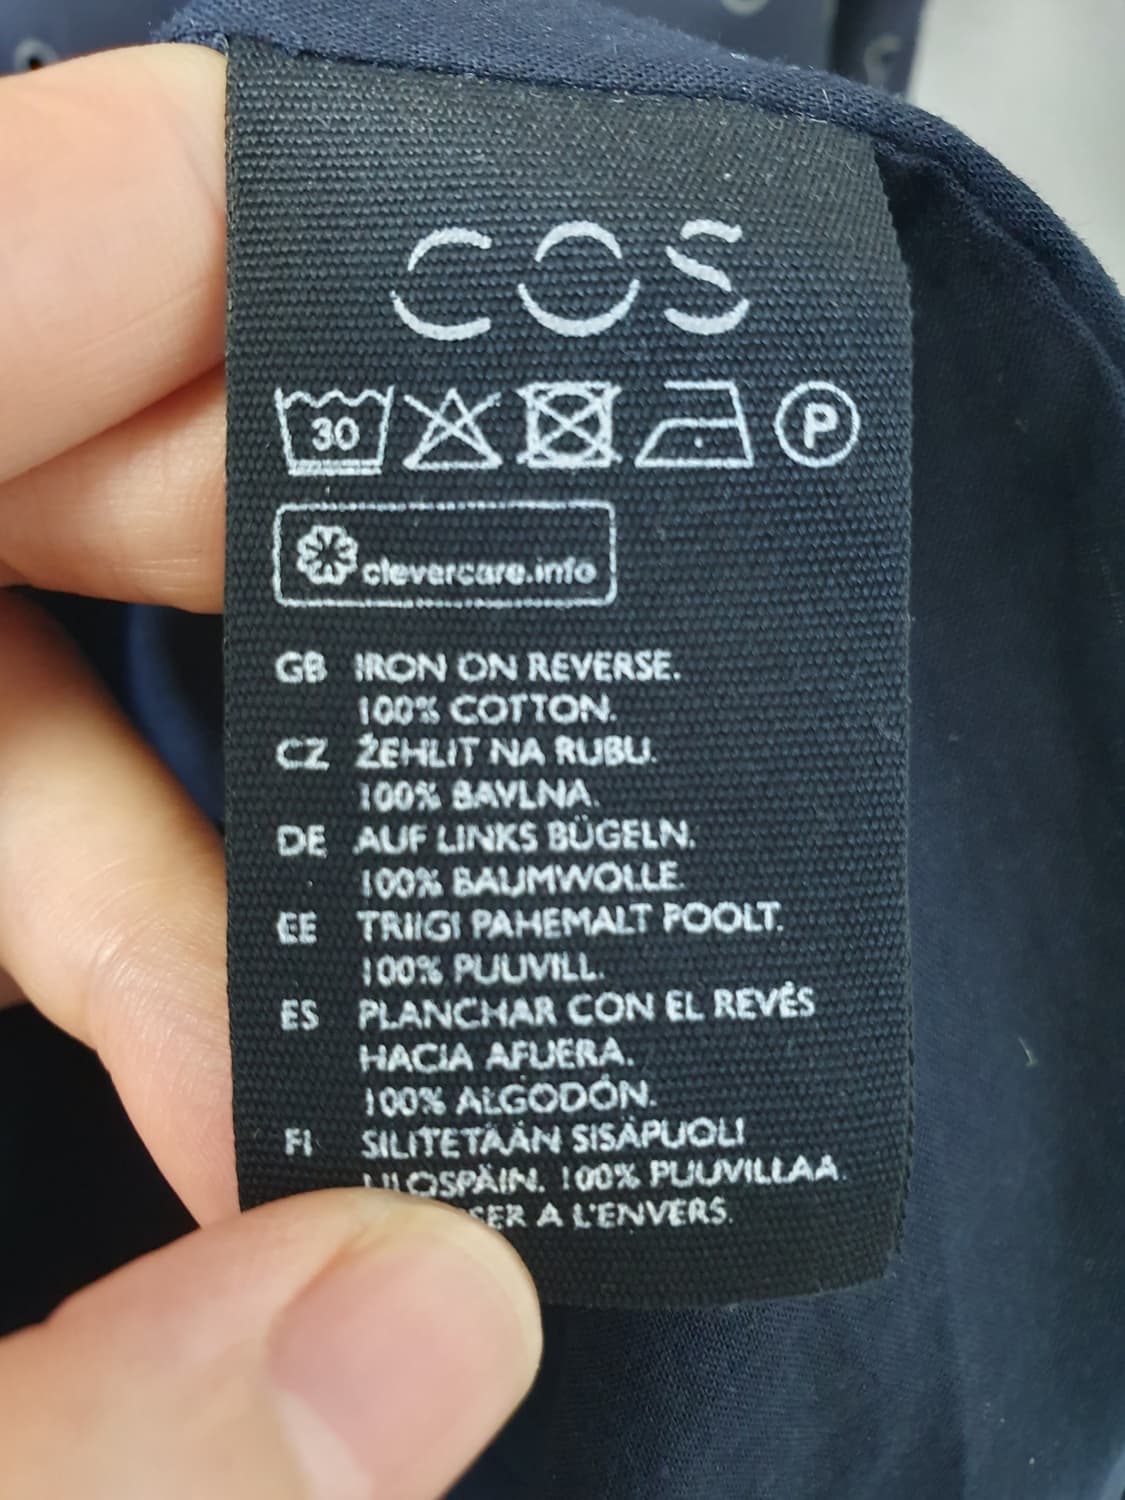 COS
30
P
clevercare.info
GB IRON ON REVERSE.
100% COTTON.
CZ ŽEHLIT NA RUBU.
100% BAVLNA.
DE AUF LINKS BÜGELN.
100% BAUMWOLLE.
EE TRIIGI PAHEMALT POOLT.
100% PUUVILL.
ES PLANCHAR CON EL REVÉS
HACIA AFUERA.
100% ALGODÓN.
FI SILITETÄÄN SISÄPUOLI
ULOSPÄIN. 100% PUUVILLAA.
A L'ENVERS.